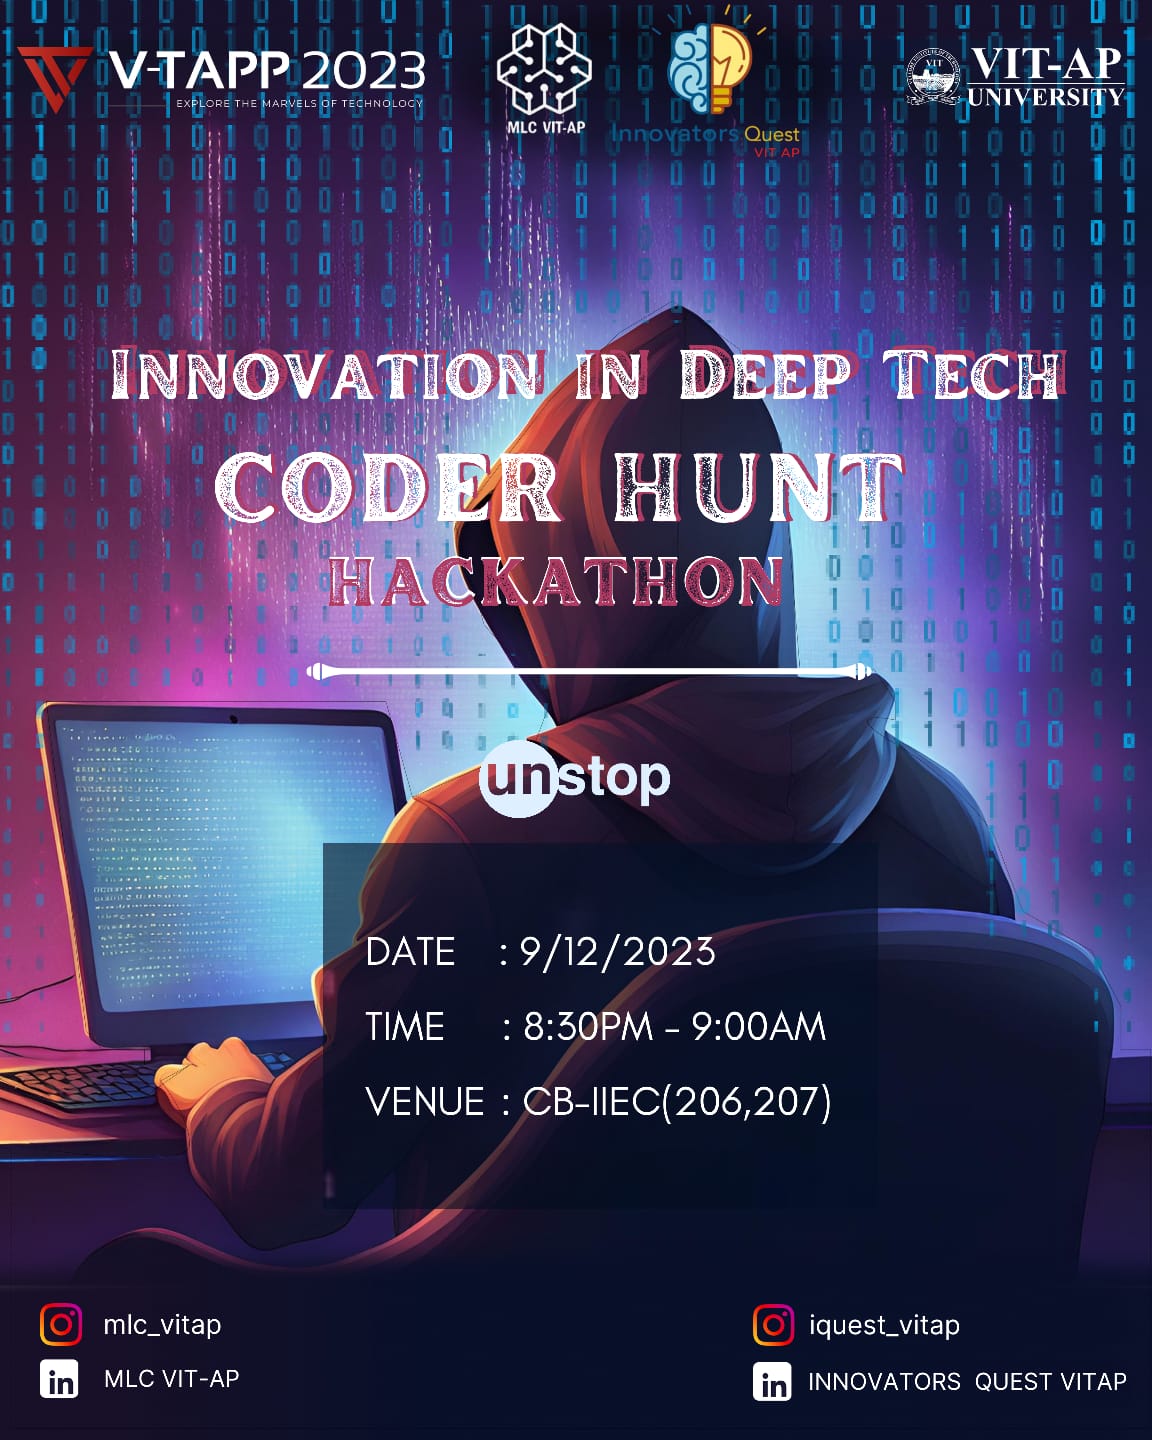 V-TAPP 2023
EXPLORE THE MARVELS OF TECHNOLOGY
MLC VIT-AP
Innovators Quest
VIT AP
VIT
VIT-AP
UNIVERSITY
INNOVATION IN DEEP TECH
CODER HUNT
HACKATHON
unstop
DATE : 9/12/2023
TIME : 8:30PM - 9:00AM
VENUE : CB-IIEC(206,207)
mlc_vitap
MLC VIT-AP
iquest_vitap
INNOVATORS QUEST VITAP